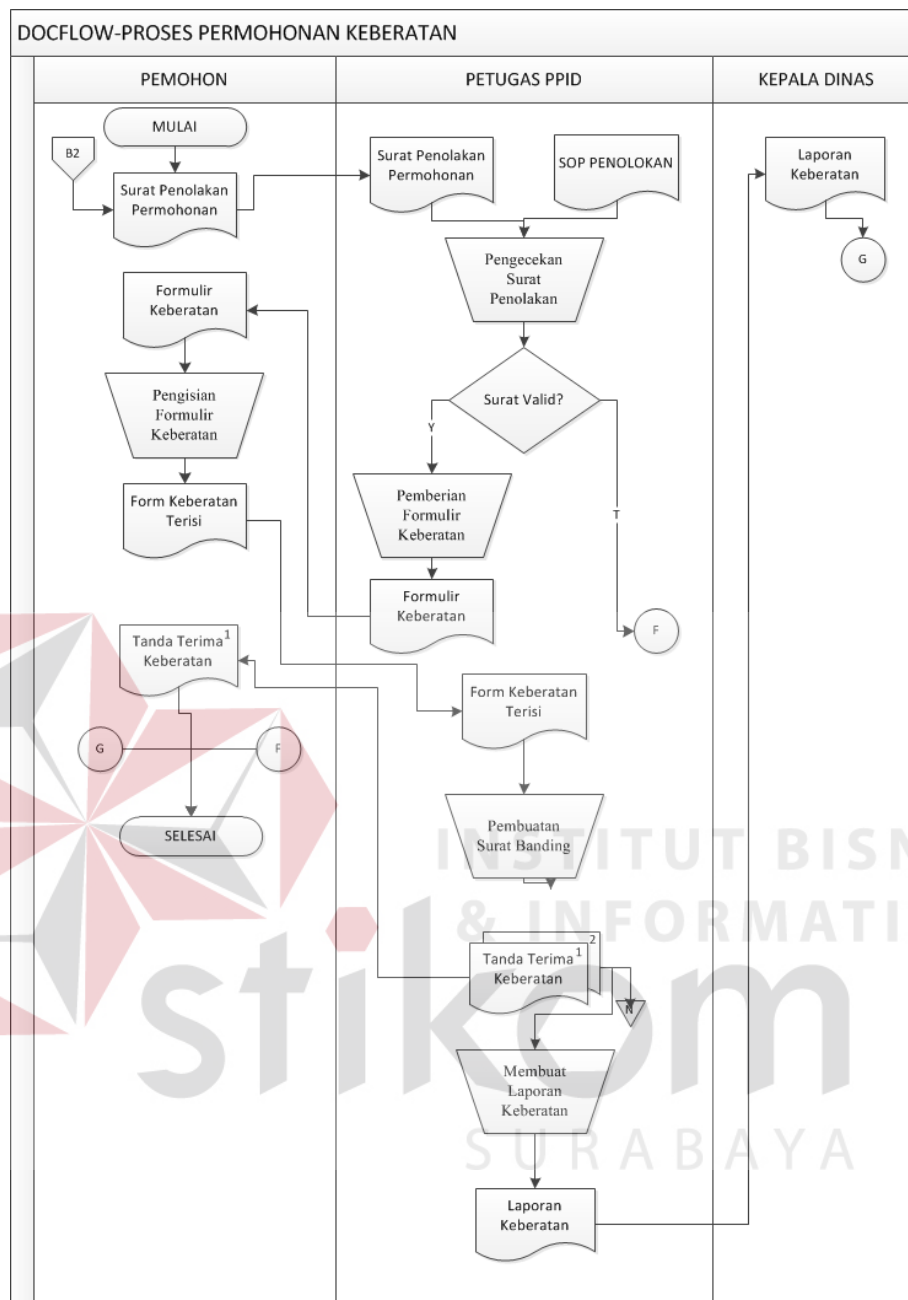 DOCFLOW-PROSES PERMOHONAN KEBERATAN
PEMOHON
PETUGAS PPID
KEPALA DINAS
MULAI
B2
Surat Penolakan
Permohonan
Formulir
Keberatan
Pengisian
Formulir
Keberatan
Form Keberatan
Terisi
Tanda Terima 1
Keberatan
G
F
SELESAI
Surat Penolakan
Permohonan
SOP PENOLOKAN
Pengecekan
Surat
Penolakan
Surat Valid?
Y
T
Pemberian
Formulir
Keberatan
Formulir
Keberatan
F
Form Keberatan
Terisi
Pembuatan
Surat Banding
2
Tanda Terima 1
Keberatan
N
Membuat
Laporan
Keberatan
Laporan
Keberatan
Laporan
Keberatan
G
INSTITUT BISN
& INFORMATI
stikom
SURABAYA